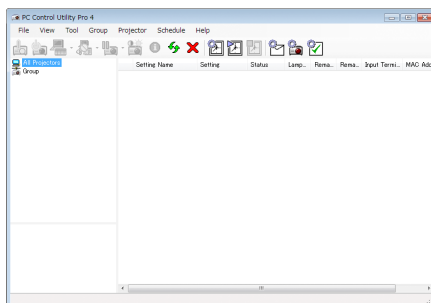 PC Control Utility Pro 4
File View Tool Group Projector Schedule Help
All Projectors
Group
Setting Name Setting Status Lamp... Rema... Rema... Input Termi... MAC Add